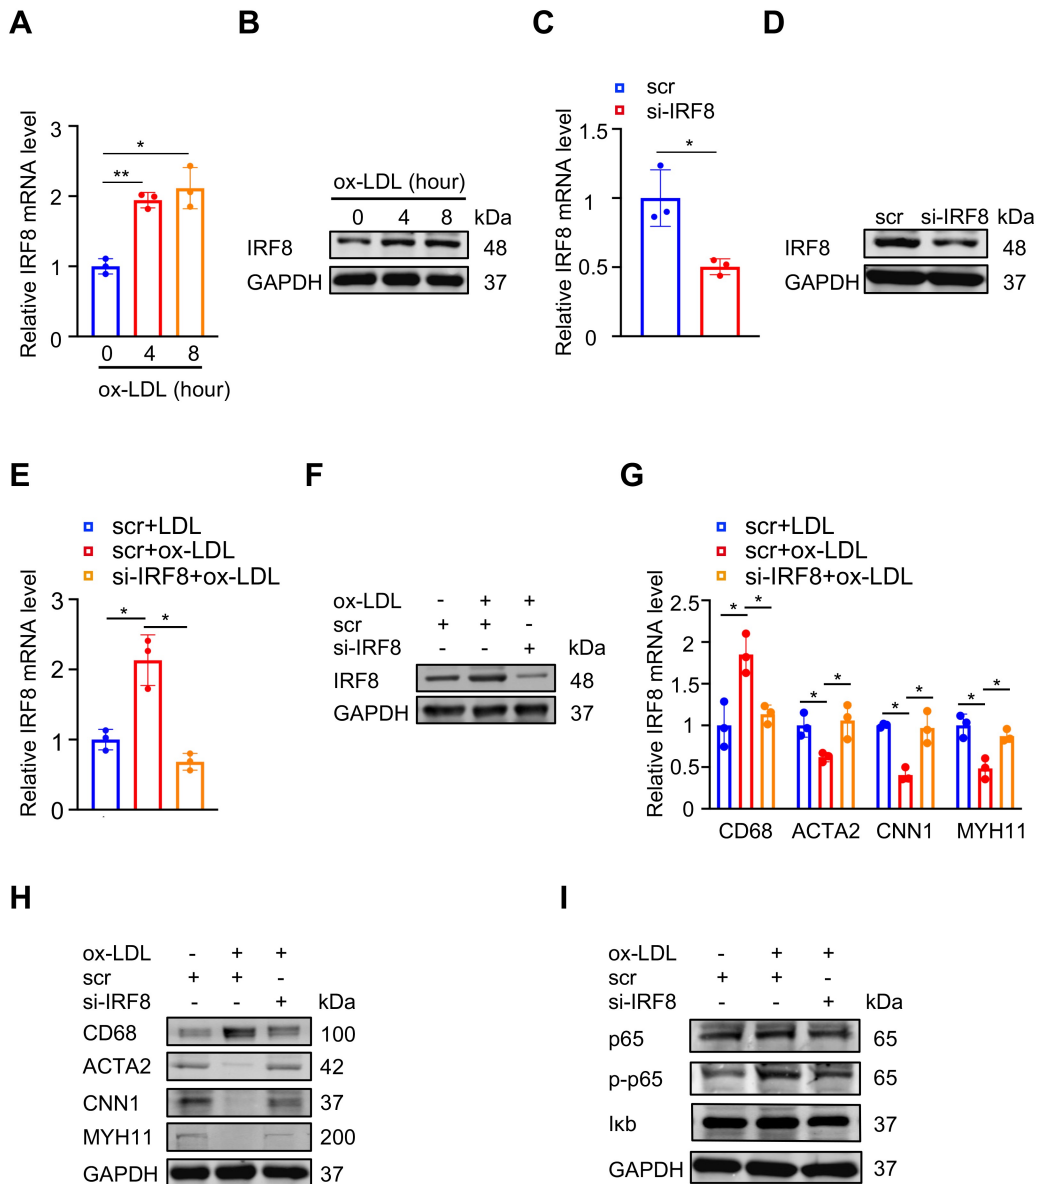 A
Relative IRF8 mRNA level
3
2
1
0
*
**
0 4 8
ox-LDL (hour)
B
ox-LDL (hour)
0 4 8 kDa
IRF8 48
GAPDH 37
C
scr
si-IRF8
Relative IRF8 mRNA level
1.5
1
0.5
0
*
D
scr si-IRF8 kDa
IRF8 48
GAPDH 37
E
scr+LDL
scr+ox-LDL
si-IRF8+ox-LDL
Relative IRF8 mRNA level
3
2
1
0
* *
F
ox-LDL - + +
scr + + -
si-IRF8 - - + kDa
IRF8 48
GAPDH 37
G
scr+LDL
scr+ox-LDL
si-IRF8+ox-LDL
Relative IRF8 mRNA level
2.5
2
1.5
1
0.5
0
* * * * * * * *
CD68 ACTA2 CNN1 MYH11
H
ox-LDL - + +
scr + + -
si-IRF8 - - + kDa
CD68 100
ACTA2 42
CNN1 37
MYH11 200
GAPDH 37
I
ox-LDL - + +
scr + + -
si-IRF8 - - + kDa
p65 65
p-p65 65
Iκb 37
GAPDH 37